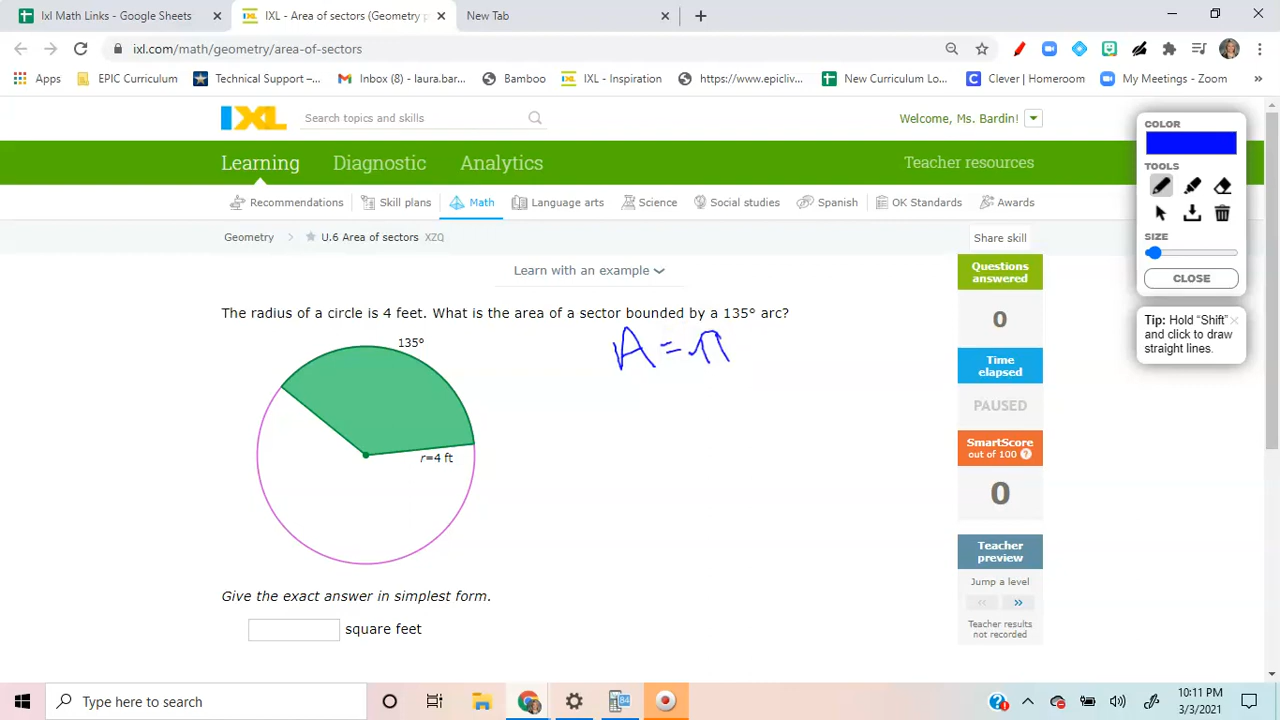 Ixl Math Links - Google Sheets × IXL - Area of sectors (Geometry p × New Tab × +
ixl.com/math/geometry/area-of-sectors
Apps EPIC Curriculum Technical Support –... Inbox (8) - laura.bar... Bamboo IXL - Inspiration https://www.epicliv... New Curriculum Lo... Clever | Homeroom My Meetings - Zoom »
IXL Search topics and skills Welcome, Ms. Bardin!
Learning Diagnostic Analytics Teacher resources
Recommendations Skill plans Math Language arts Science Social studies Spanish OK Standards Awards
Geometry > U.6 Area of sectors XZQ Share skill
Learn with an example
The radius of a circle is 4 feet. What is the area of a sector bounded by a 135° arc?
A = π
135°
r=4 ft
Give the exact answer in simplest form.
square feet
Questions
answered
0
Time
elapsed
PAUSED
SmartScore
out of 100 ?
0
Teacher
preview
Jump a level
« »
Teacher results
not recorded
COLOR
TOOLS
SIZE
CLOSE
Tip: Hold “Shift” ×
and click to draw
straight lines.
Type here to search
10:11 PM
3/3/2021